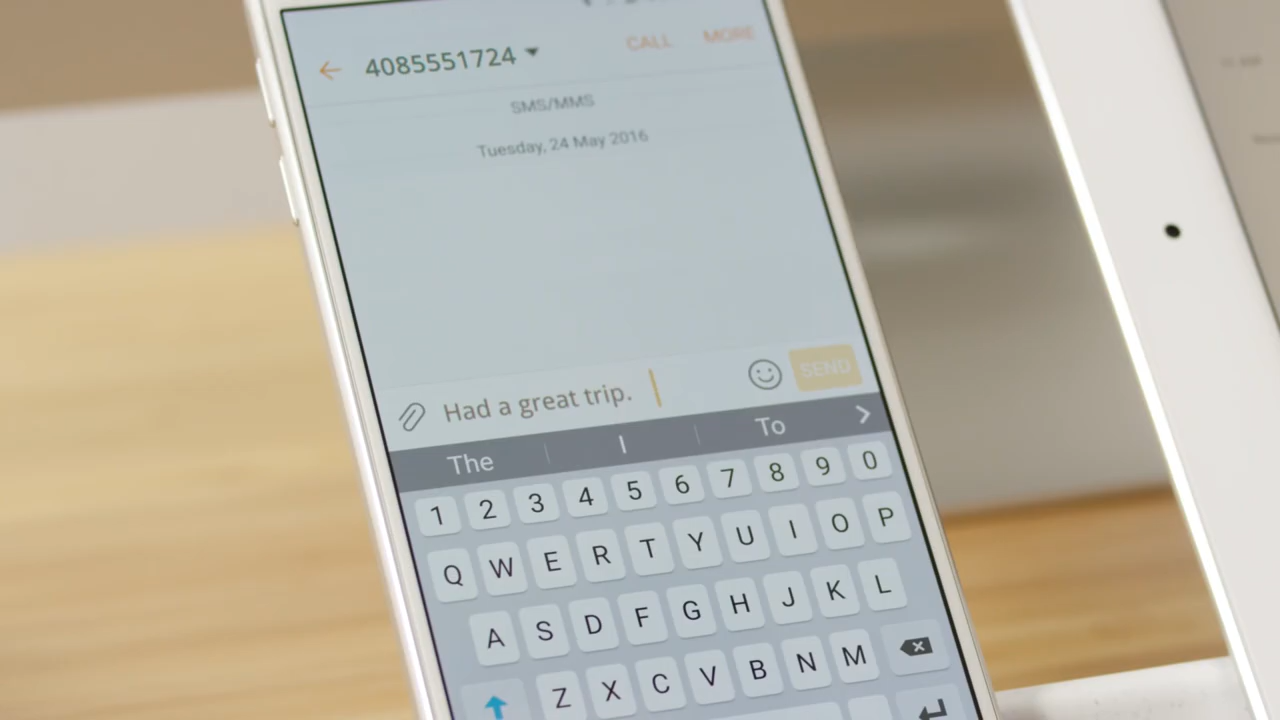 4085551724 CALL MORE
SMS/MMS
Tuesday, 24 May 2016
Had a great trip. SEND
The I To
1 2 3 4 5 6 7 8 9 0
Q W E R T Y U I O P
A S D F G H J K L
Z X C V B N M